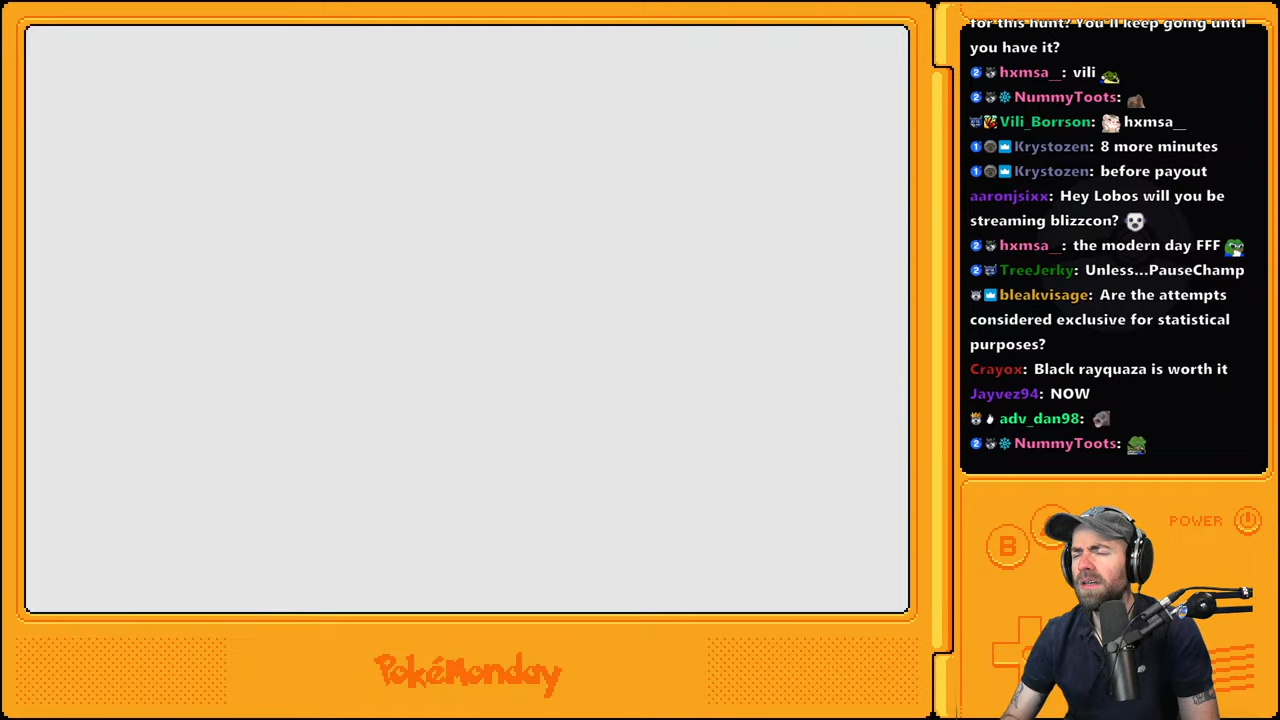 for this hunt? You'll keep going until
you have it?
hxmsa__: vili
NummyToots:
Vili_Borrson: hxmsa__
Krystozen: 8 more minutes
Krystozen: before payout
aaronjsixx: Hey Lobos will you be
streaming blizzcon?
hxmsa__: the modern day FFF
TreeJerky: Unless...PauseChamp
bleakvisage: Are the attempts
considered exclusive for statistical
purposes?
Crayox: Black rayquaza is worth it
Jayvez94: NOW
adv_dan98:
NummyToots:
POWER
B
PokéMonday